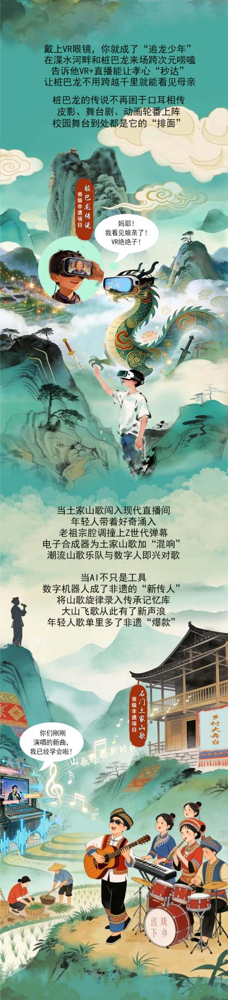 戴上VR眼镜，你就成了“追龙少年”
在渫水河畔和桩巴龙来场跨次元唠嗑
告诉他VR+直播能让孝心“秒达”
让桩巴龙不用跨越千里就能看见母亲
桩巴龙的传说不再困于口耳相传
皮影、舞台剧、动画轮番上阵
校园舞台到处都是它的“排面”
桩巴龙传说
省级非遗项目
妈耶！
我看见娘亲了！
VR绝绝子！
当土家山歌闯入现代直播间
年轻人带着好奇涌入
老祖宗腔调撞上Z世代弹幕
电子合成器为土家山歌加“混响”
潮流山歌乐队与数字人即兴对歌
当AI不只是工具
数字机器人成了非遗的“新传人”
将山歌旋律录入传承记忆库
大山飞歌从此有了新声浪
年轻人歌单里多了非遗“爆款”
石门土家山歌
省级非遗项目
乡村大舞台
你们刚刚
演唱的新曲，
我已经学会啦！
山歌唱响新时代
送戏
下乡